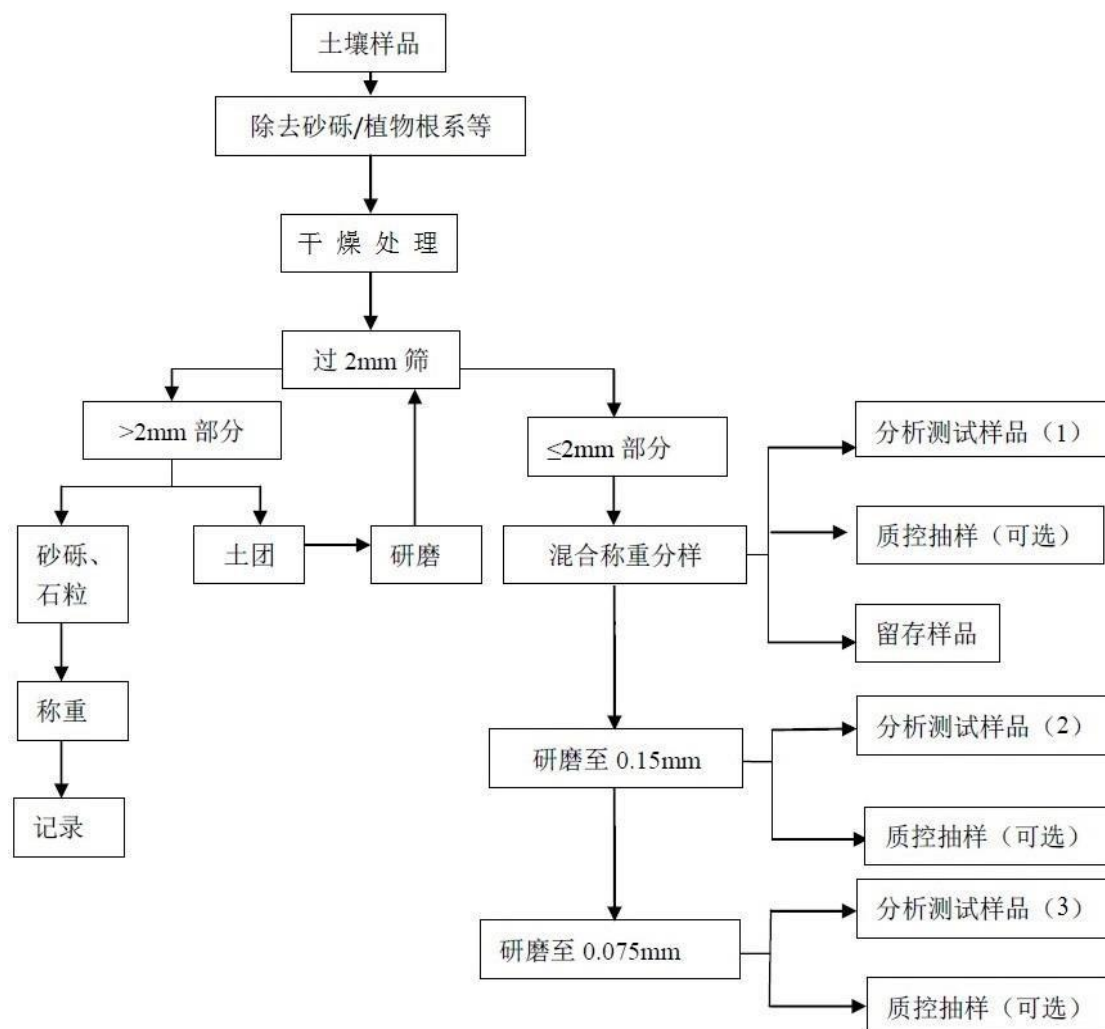 土壤样品
除去砂砾/植物根系等
干 燥 处 理
过 2mm 筛
>2mm 部分
≤2mm 部分
分析测试样品（1）
质控抽样（可选）
留存样品
砂砾、
石粒
土团
研磨
混合称重分样
称重
记录
研磨至 0.15mm
分析测试样品（2）
质控抽样（可选）
研磨至 0.075mm
分析测试样品（3）
质控抽样（可选）